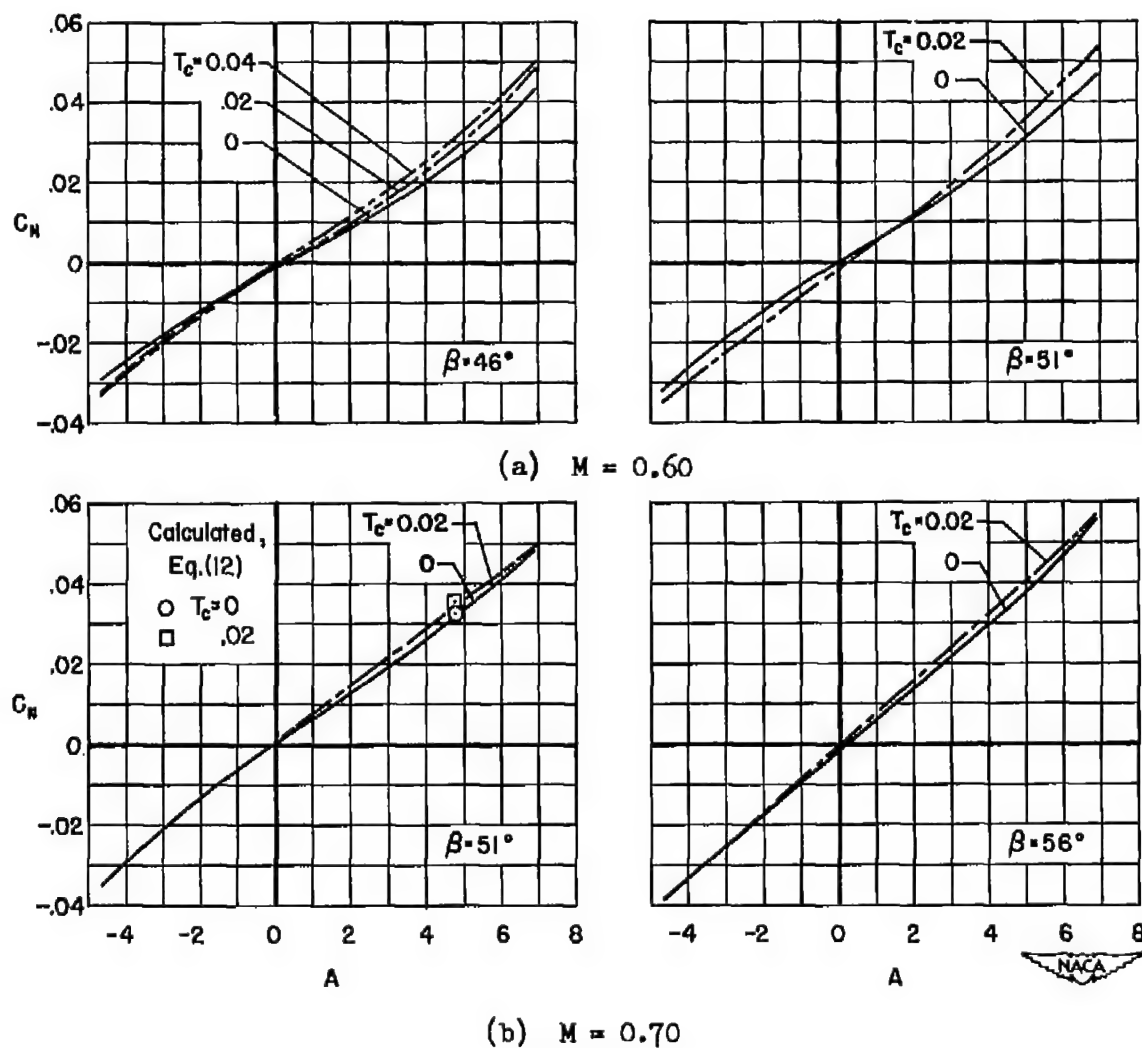 .06
.04
.02
0
-.02
-.04
C_N
T_c=0.04
.02
0
β=46°
T_c=0.02
0
β=51°
(a) M = 0.60
.06
.04
.02
0
-.02
-.04
C_N
Calculated,
Eq.(12)
○ T_c=0
□ .02
T_c=0.02
0
β=51°
T_c=0.02
0
β=56°
-4 -2 0 2 4 6 8
A
-4 -2 0 2 4 6 8
A
NACA
(b) M = 0.70